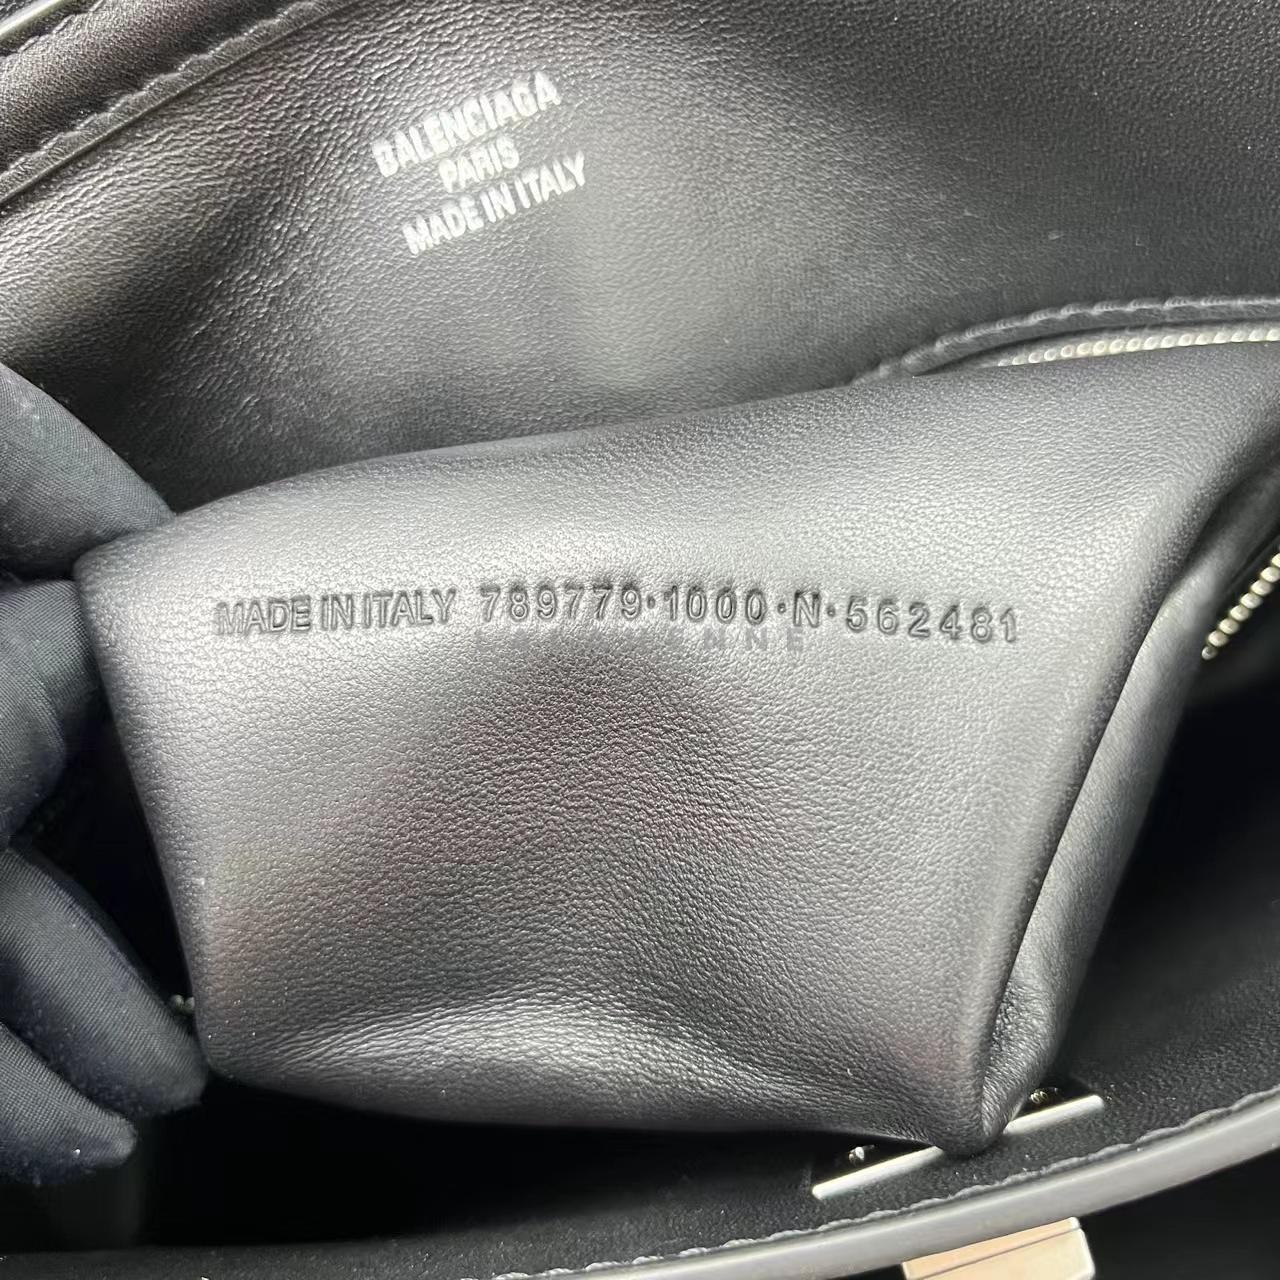 BALENCIAGA
PARIS
MADE IN ITALY
MADE IN ITALY 789779·1000·N·562481